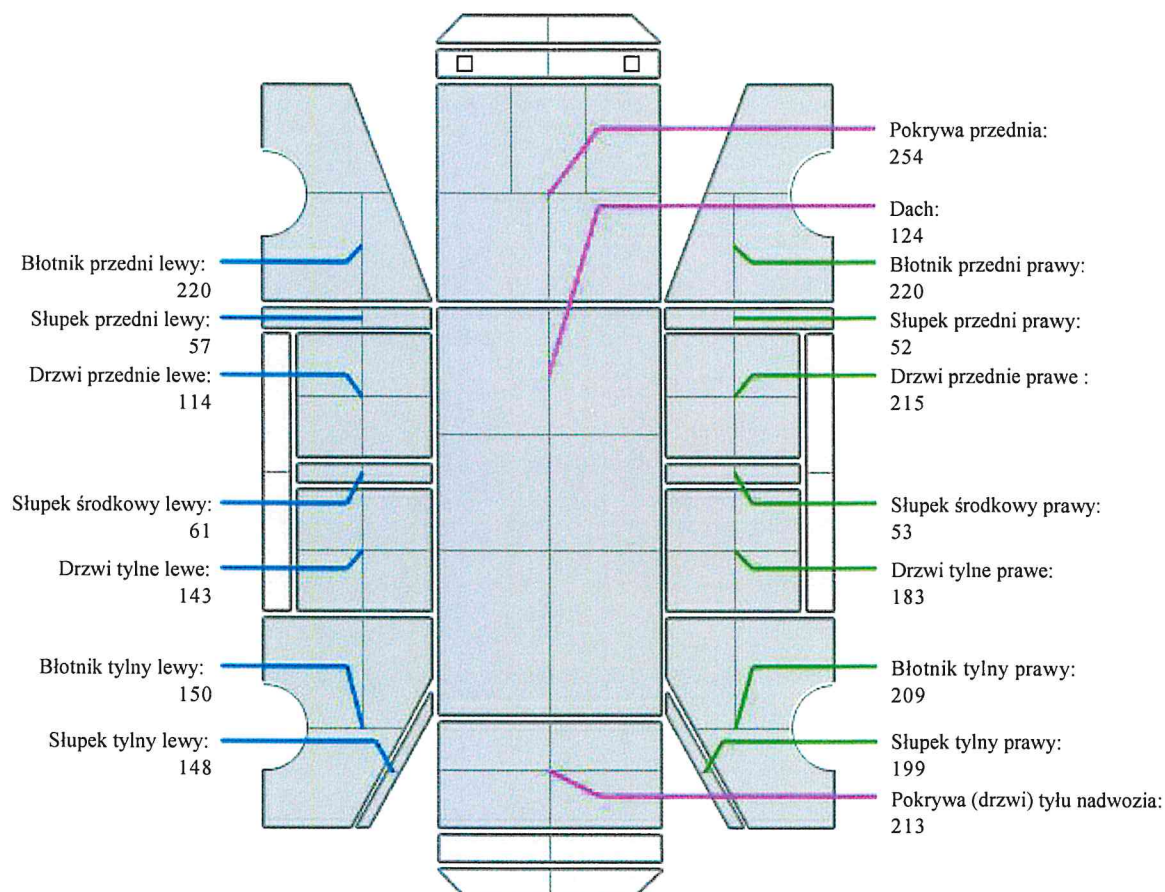 Pokrywa przednia:
254
Dach:
124
Błotnik przedni lewy:
220
Błotnik przedni prawy:
220
Słupek przedni lewy:
57
Słupek przedni prawy:
52
Drzwi przednie lewe:
114
Drzwi przednie prawe :
215
Słupek środkowy lewy:
61
Słupek środkowy prawy:
53
Drzwi tylne lewe:
143
Drzwi tylne prawe:
183
Błotnik tylny lewy:
150
Błotnik tylny prawy:
209
Słupek tylny lewy:
148
Słupek tylny prawy:
199
Pokrywa (drzwi) tyłu nadwozia:
213